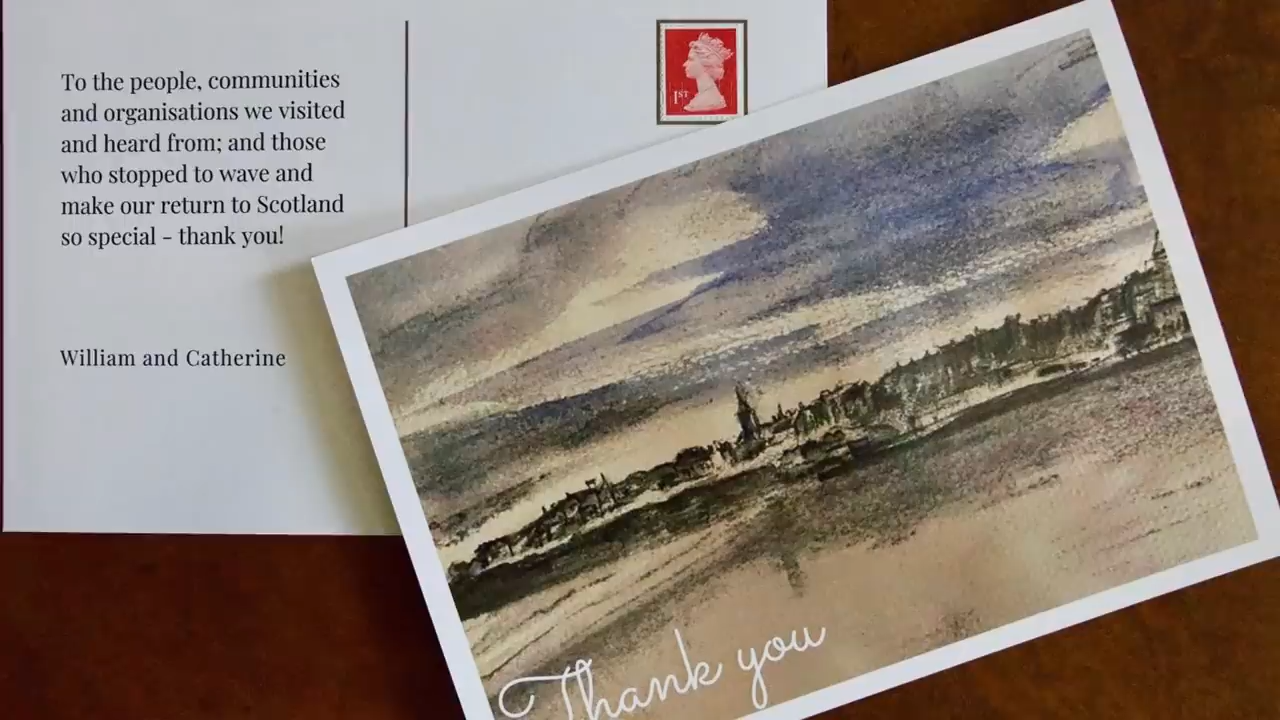 To the people, communities
and organisations we visited
and heard from; and those
who stopped to wave and
make our return to Scotland
so special - thank you!
William and Catherine
1ST
Thank you